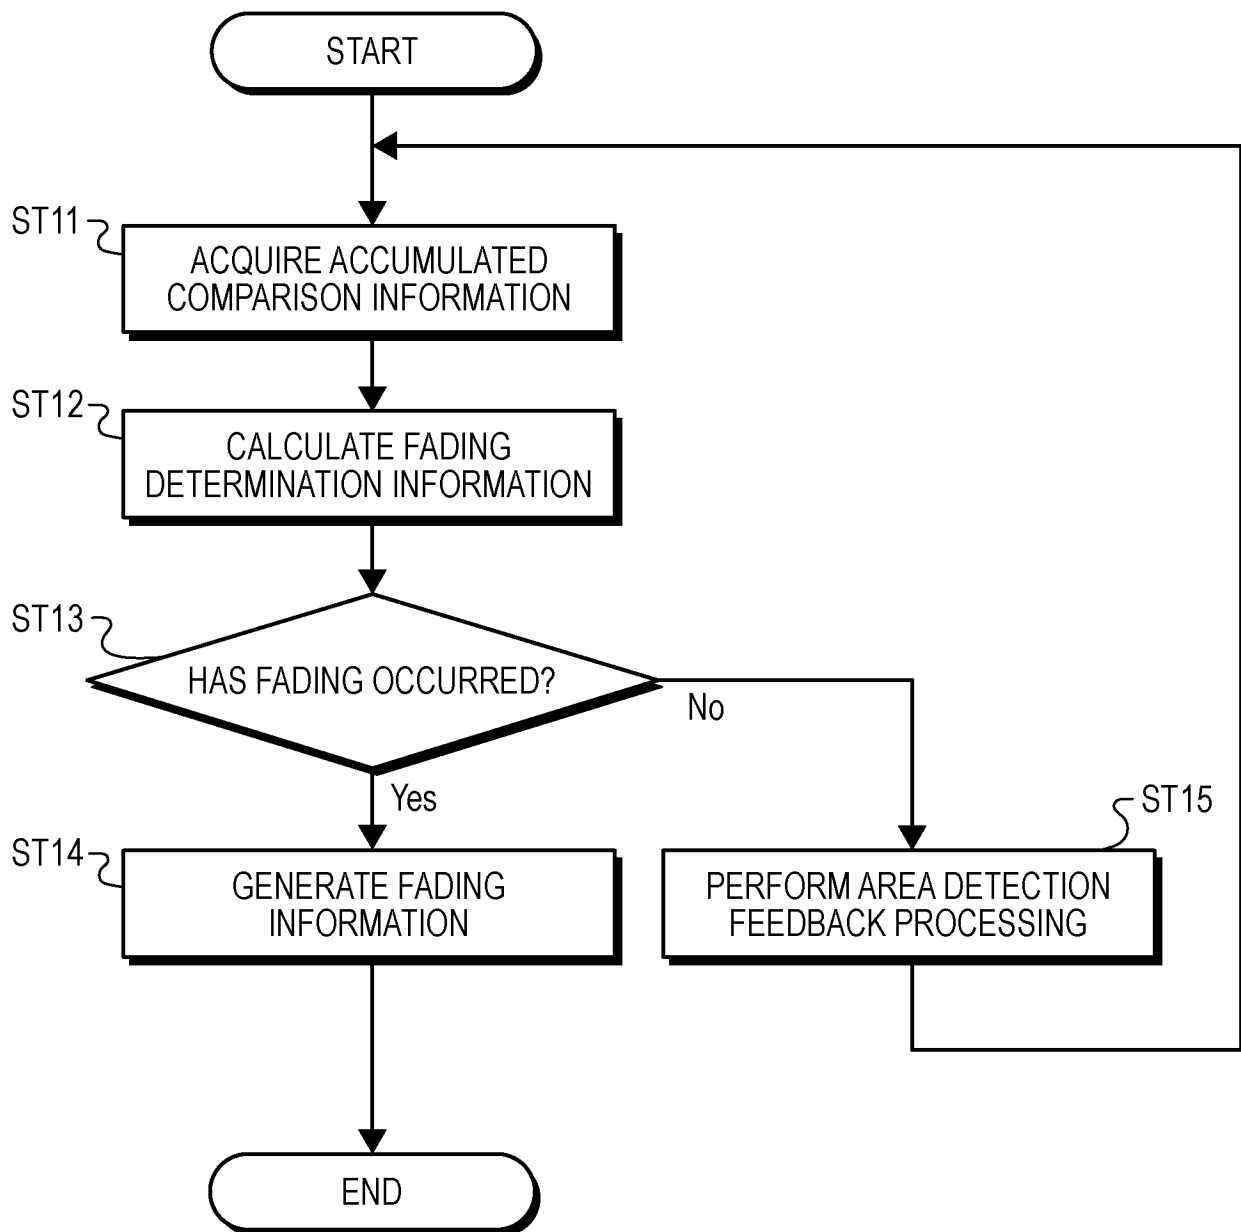 START
ST11
ACQUIRE ACCUMULATED
COMPARISON INFORMATION
ST12
CALCULATE FADING
DETERMINATION INFORMATION
ST13
HAS FADING OCCURRED?
No
Yes
ST14
GENERATE FADING
INFORMATION
ST15
PERFORM AREA DETECTION
FEEDBACK PROCESSING
END